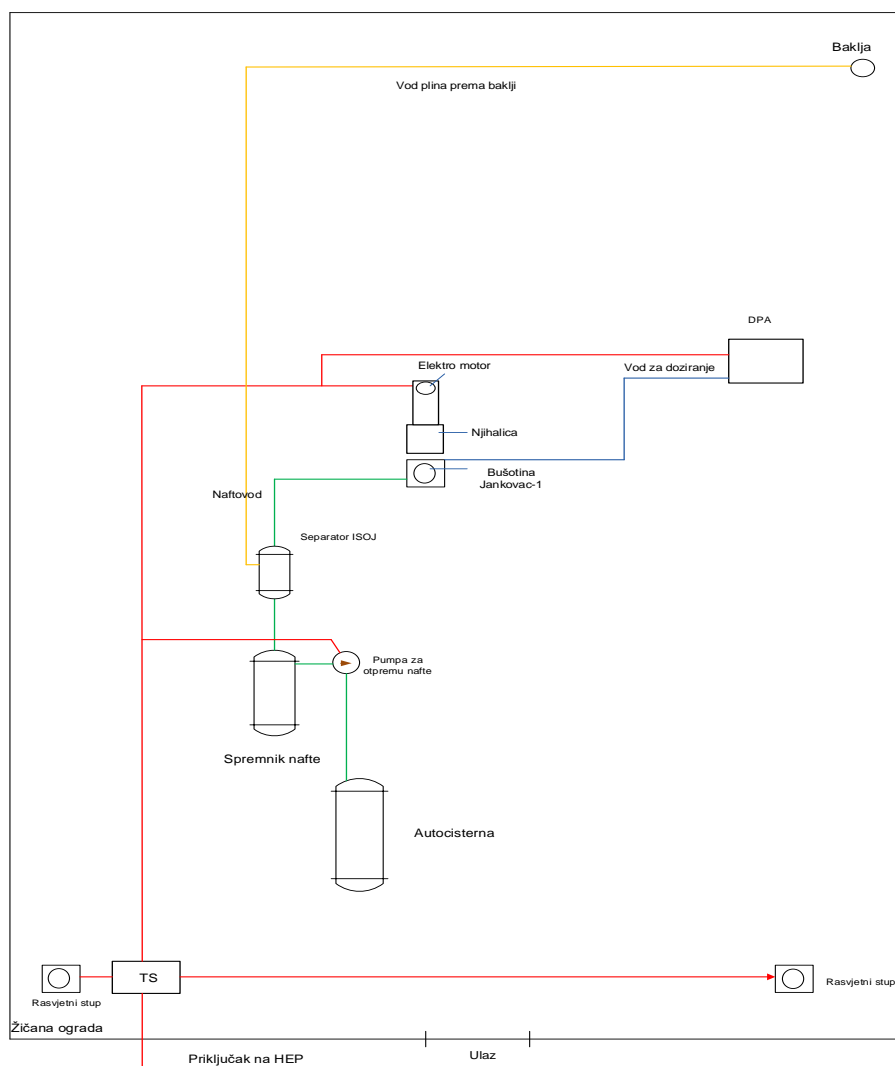 Baklja
Vod plina prema baklji
DPA
Elektro motor
Vod za doziranje
Njihalica
Bušotina
Jankovac-1
Naftovod
Separator ISOJ
Pumpa za
otpremu nafte
Spremnik nafte
Autocisterna
TS
Rasvjetni stup
Rasvjetni stup
Žičana ograda
Priključak na HEP
Ulaz